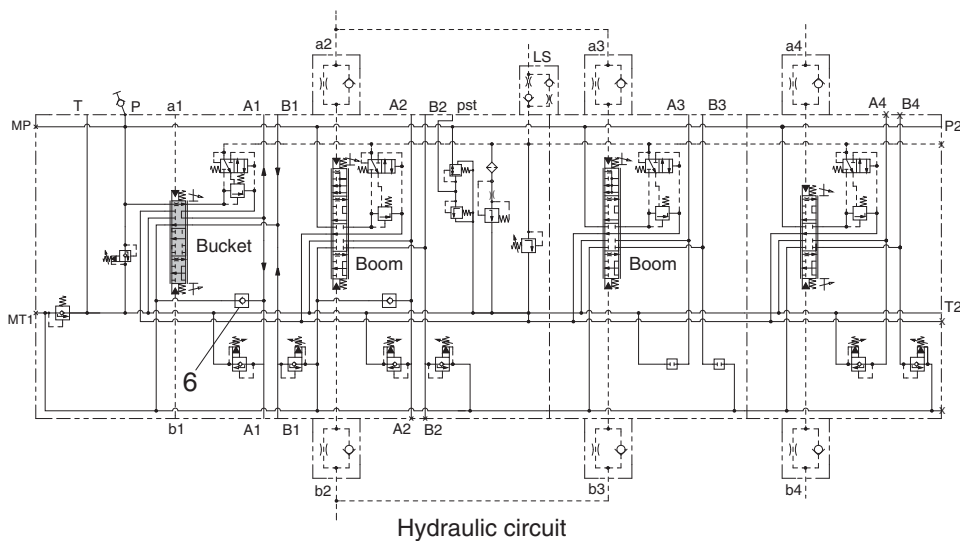 a2 LS a3 a4
T P a1 A1 B1 A2 B2 pst A3 B3 A4 B4
MP P2
Bucket Boom Boom
MT1 T2
6
b1 A1 B1 A2 B2
b2 b3 b4
Hydraulic circuit